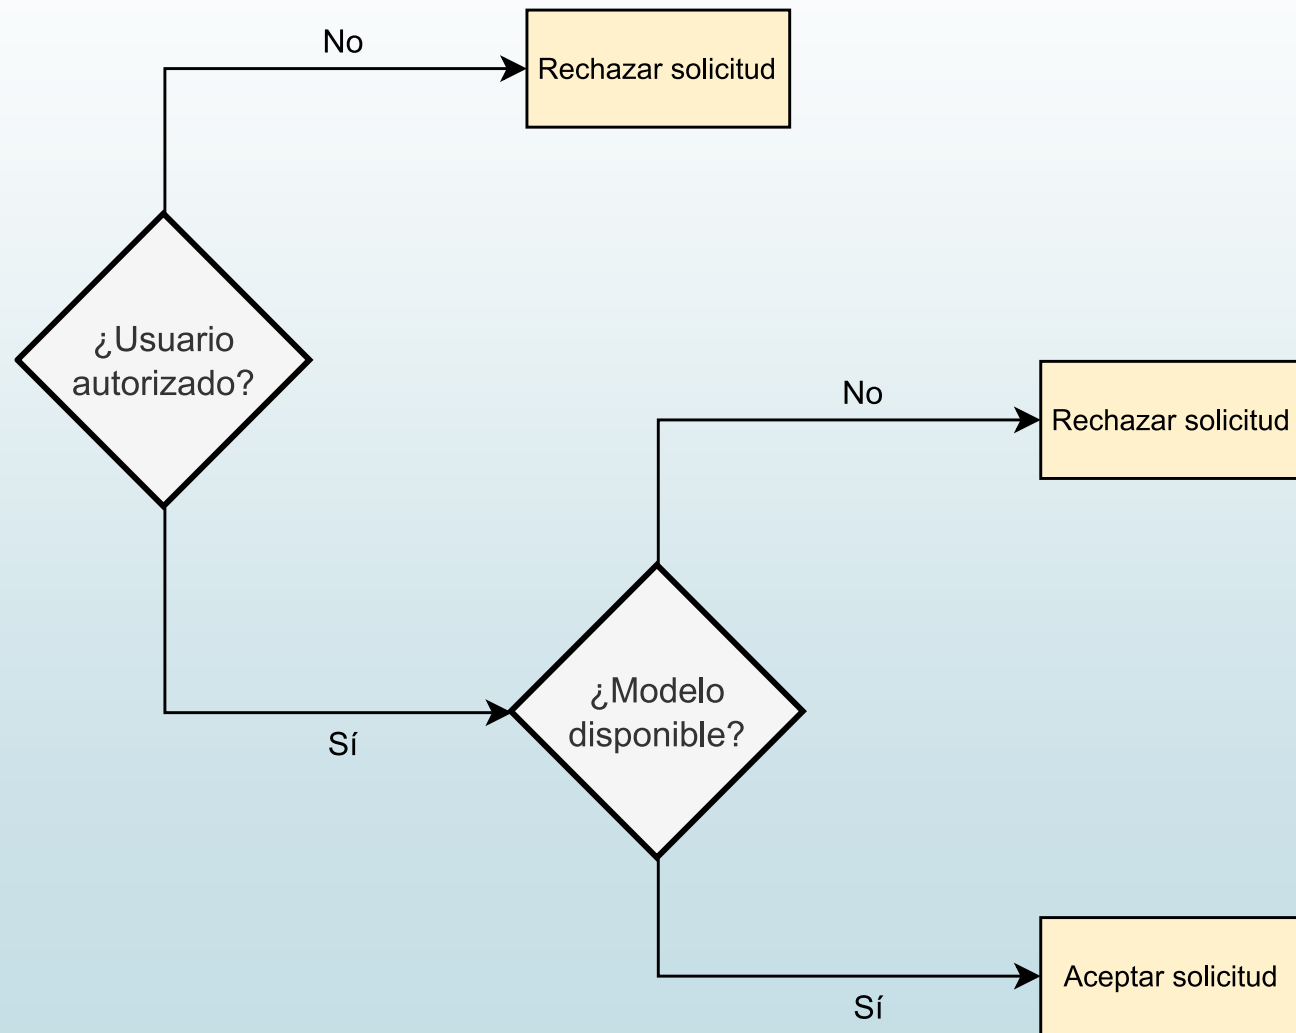 No
Rechazar solicitud
¿Usuario
autorizado?
No
Rechazar solicitud
¿Modelo
disponible?
Sí
Aceptar solicitud
Sí